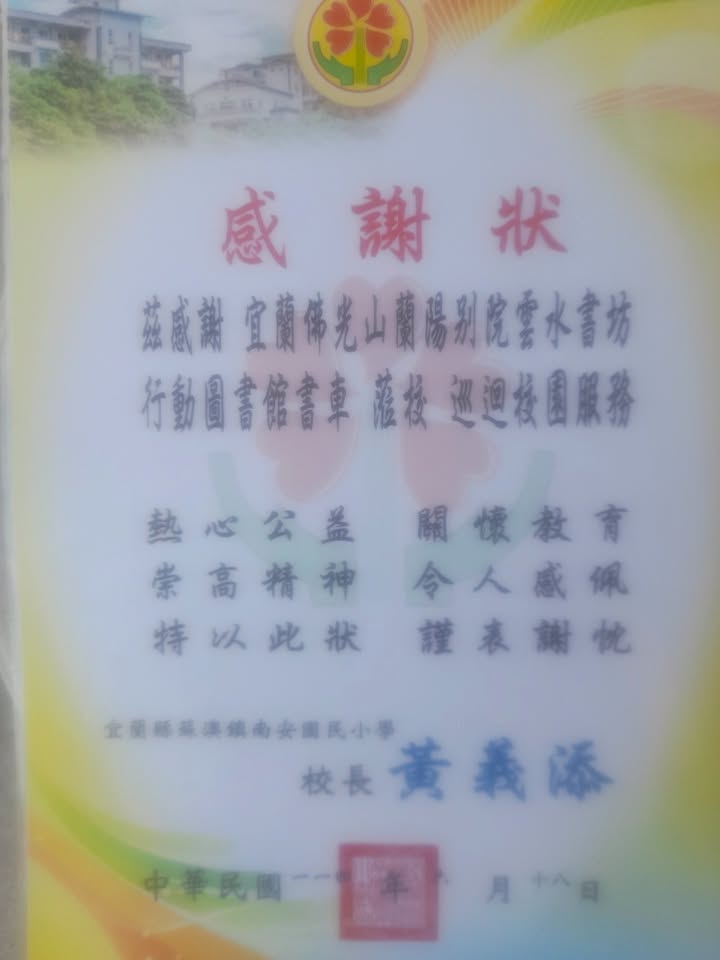 感謝狀
茲感謝 宜蘭佛光山蘭陽別院雲水書坊
行動圖書館書車 蒞校 巡迴校園服務
熱心公益 關懷教育
崇高精神 令人感佩
特以此狀 謹表謝忱
宜蘭縣蘇澳鎮南安國民小學
校長 黃義添
中華民國 一一 年 月 十八 日